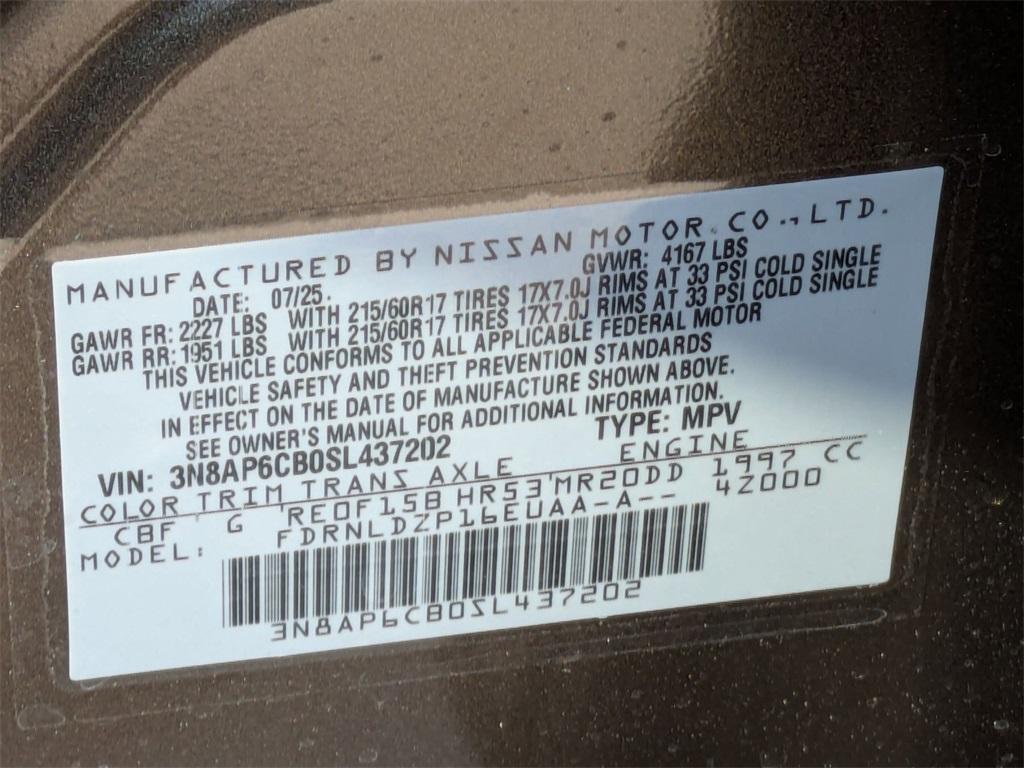 MANUFACTURED BY NISSAN MOTOR CO., LTD.
DATE: 07/25. GVWR: 4167 LBS
GAWR FR: 2227 LBS WITH 215/60R17 TIRES 17X7.0J RIMS AT 33 PSI COLD SINGLE
GAWR RR: 1951 LBS WITH 215/60R17 TIRES 17X7.0J RIMS AT 33 PSI COLD SINGLE
THIS VEHICLE CONFORMS TO ALL APPLICABLE FEDERAL MOTOR
VEHICLE SAFETY AND THEFT PREVENTION STANDARDS
IN EFFECT ON THE DATE OF MANUFACTURE SHOWN ABOVE.
SEE OWNER'S MANUAL FOR ADDITIONAL INFORMATION.
VIN: 3N8AP6CB0SL437202 TYPE: MPV
COLOR TRIM TRANS AXLE ENGINE
CBF G RE0F15B HR53 MR20DD 1997 CC
MODEL: FDRNLDZP16EUAA-A-- 42000
3N8AP6CB0SL437202